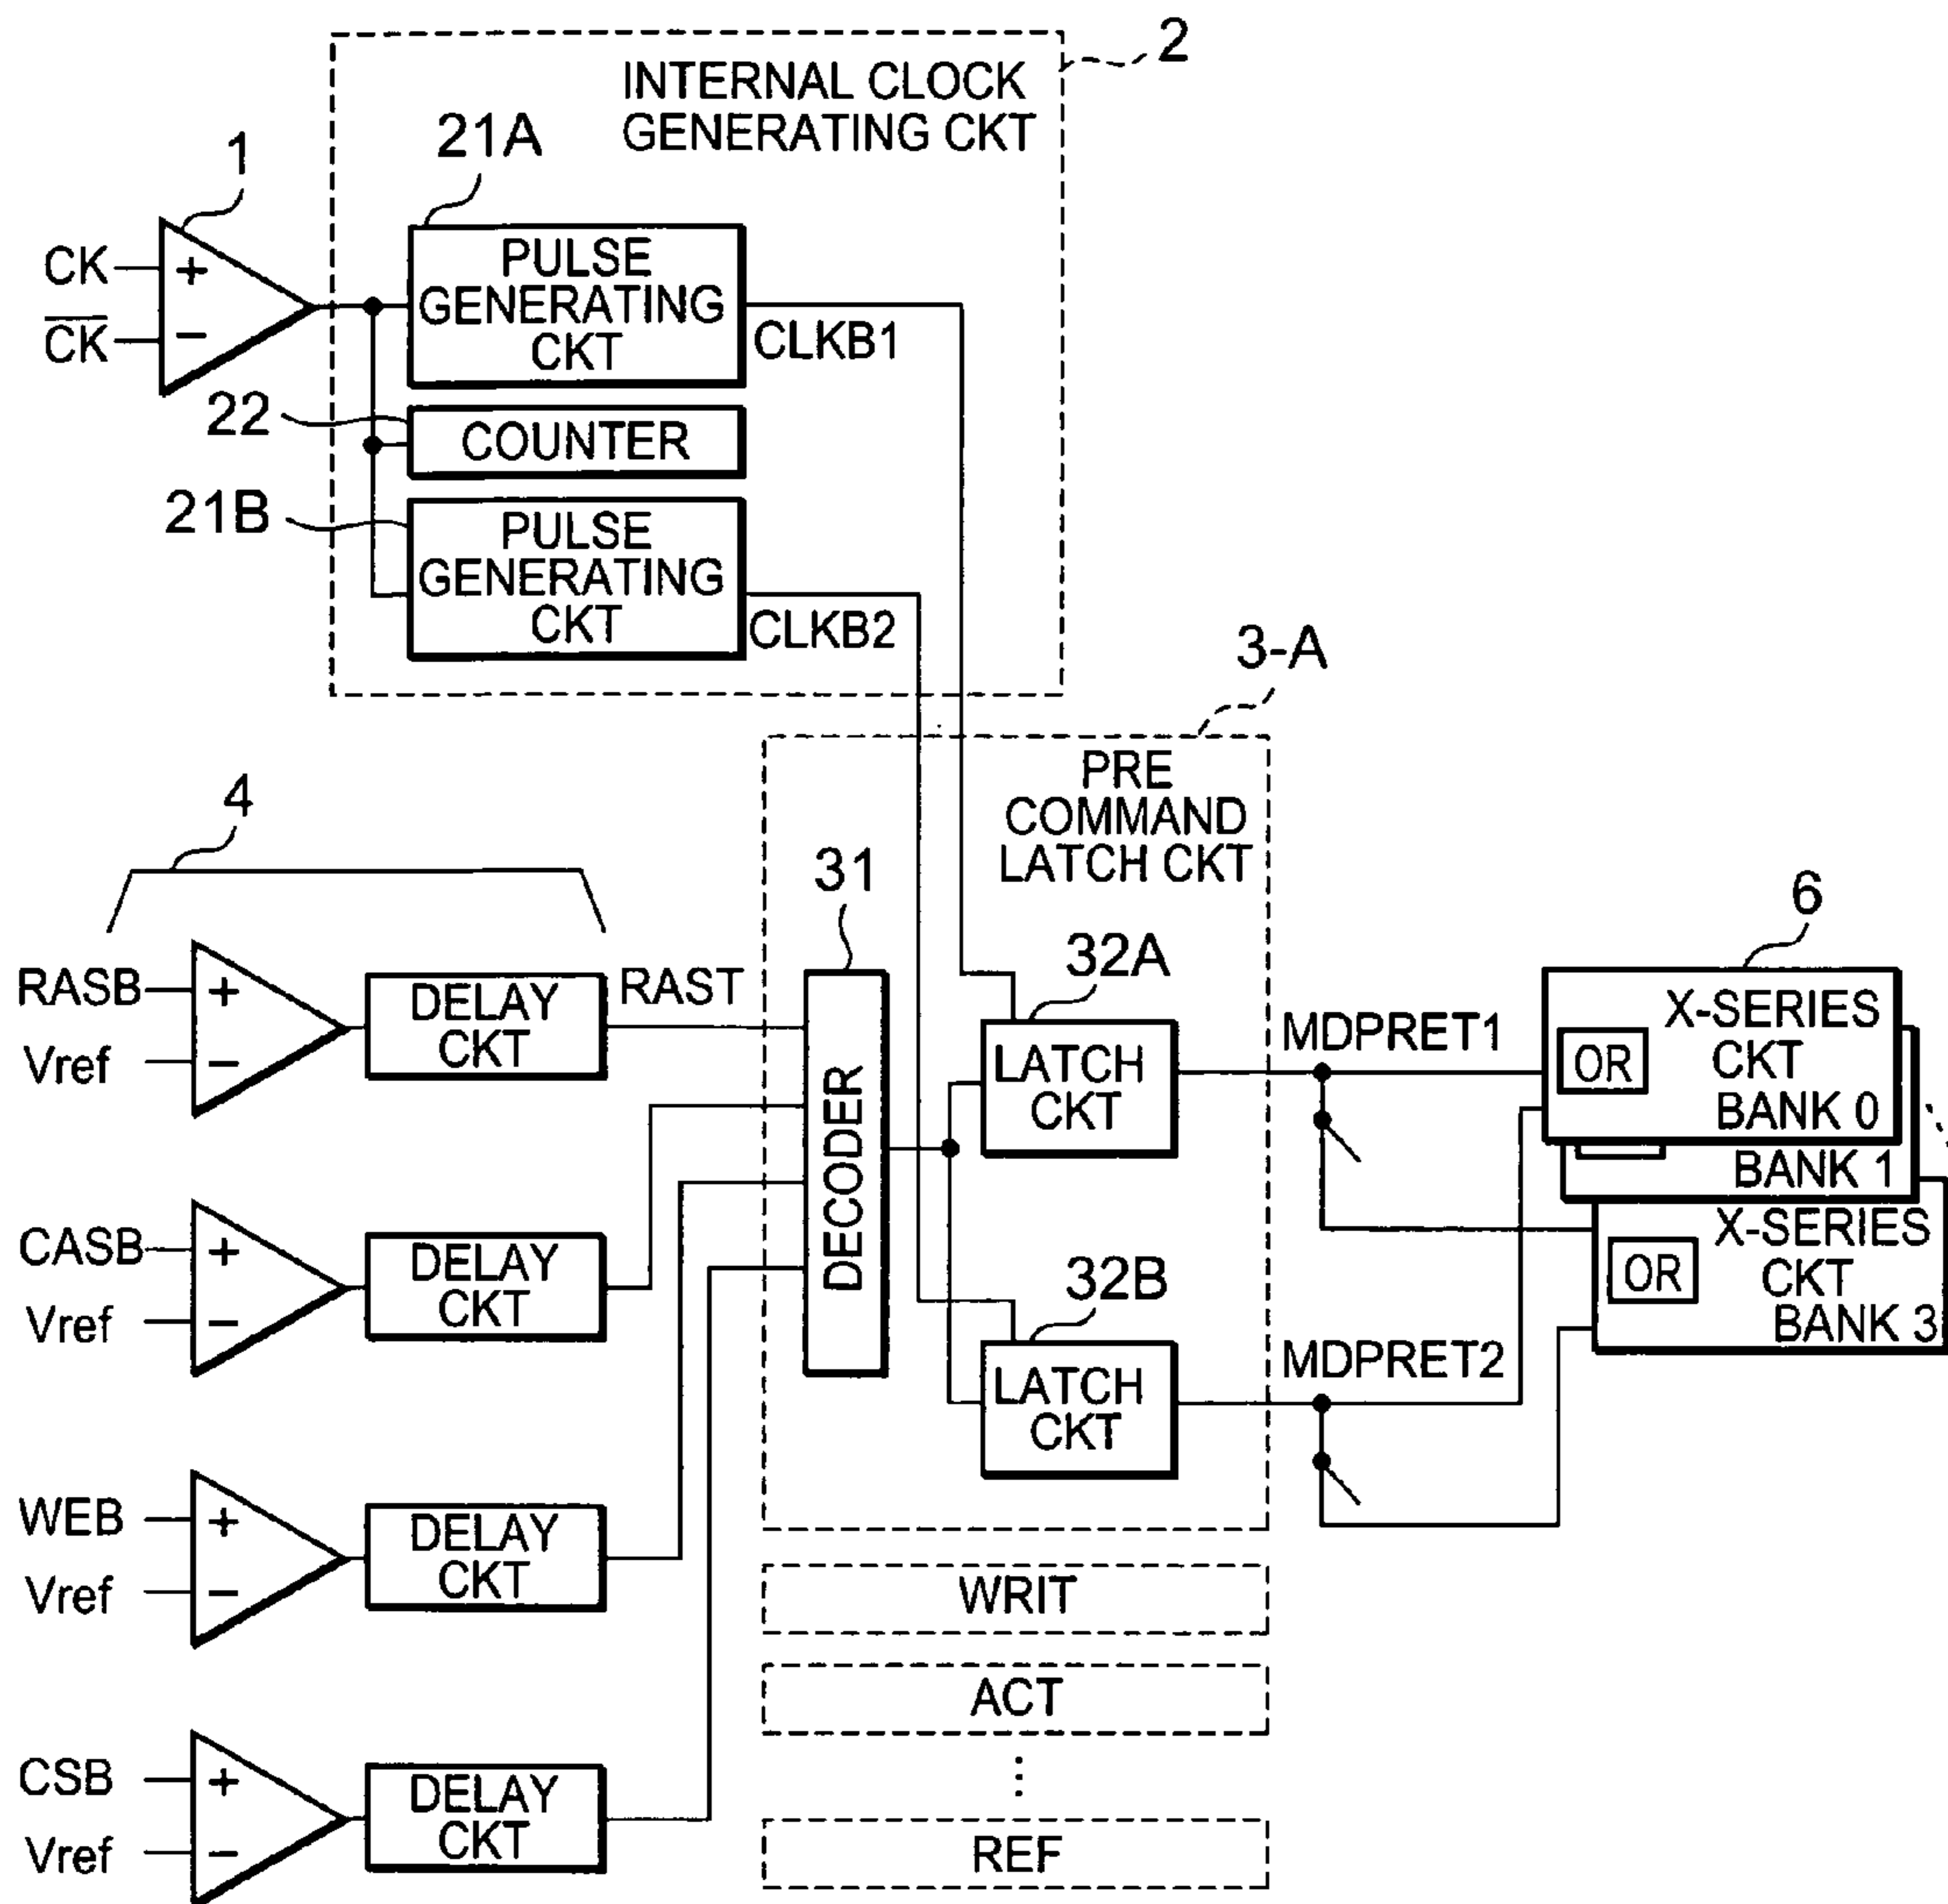 2
INTERNAL CLOCK
GENERATING CKT
21A
1
CK
+
CK
−
PULSE
GENERATING
CKT
CLKB1
22
COUNTER
21B
PULSE
GENERATING
CKT
CLKB2
3-A
PRE
COMMAND
LATCH CKT
4
31
6
32A
RASB
+
Vref
−
DELAY
CKT
RAST
DECODER
LATCH
CKT
MDPRET1
X-SERIES
CKT
OR
BANK 0
BANK 1
X-SERIES
CKT
OR
BANK 3
CASB
+
Vref
−
DELAY
CKT
32B
LATCH
CKT
MDPRET2
WEB
+
Vref
−
DELAY
CKT
WRIT
ACT
⋮
CSB
+
Vref
−
DELAY
CKT
REF